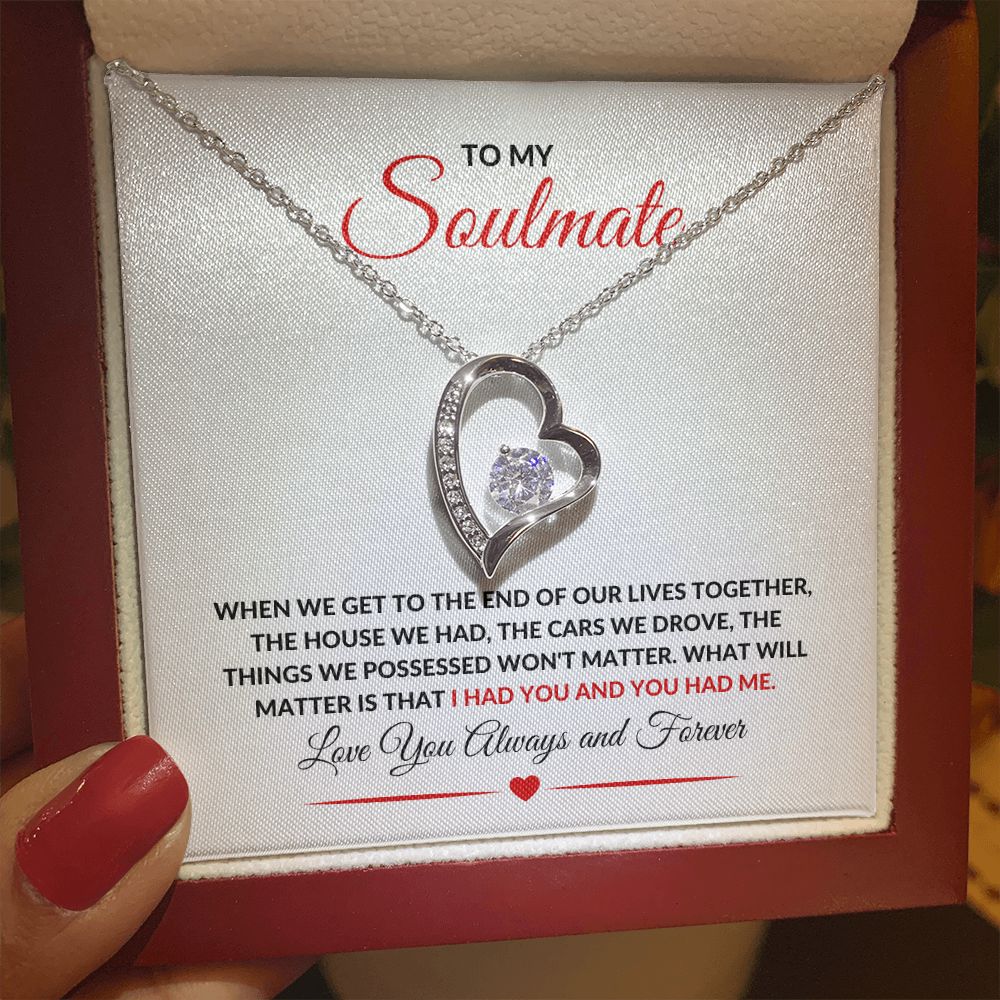 TO MY
Soulmate
WHEN WE GET TO THE END OF OUR LIVES TOGETHER,
THE HOUSE WE HAD, THE CARS WE DROVE, THE
THINGS WE POSSESSED WON'T MATTER. WHAT WILL
MATTER IS THAT I HAD YOU AND YOU HAD ME.
Love You Always and Forever